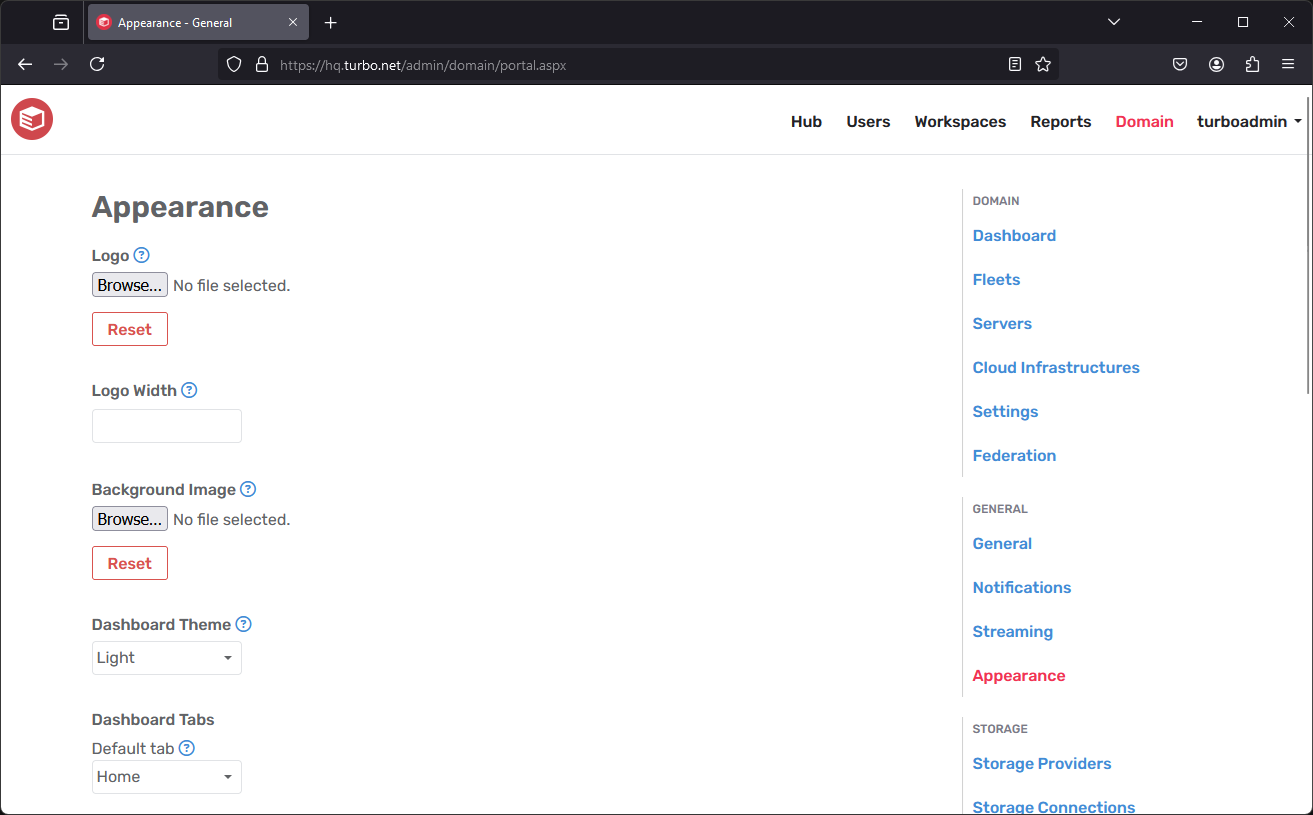 Appearance - General
https://hq.turbo.net/admin/domain/portal.aspx
Hub Users Workspaces Reports Domain turboadmin
Appearance
Logo ?
Browse... No file selected.
Reset
Logo Width ?
Background Image ?
Browse... No file selected.
Reset
Dashboard Theme ?
Light
Dashboard Tabs
Default tab ?
Home
DOMAIN
Dashboard
Fleets
Servers
Cloud Infrastructures
Settings
Federation
GENERAL
General
Notifications
Streaming
Appearance
STORAGE
Storage Providers
Storage Connections